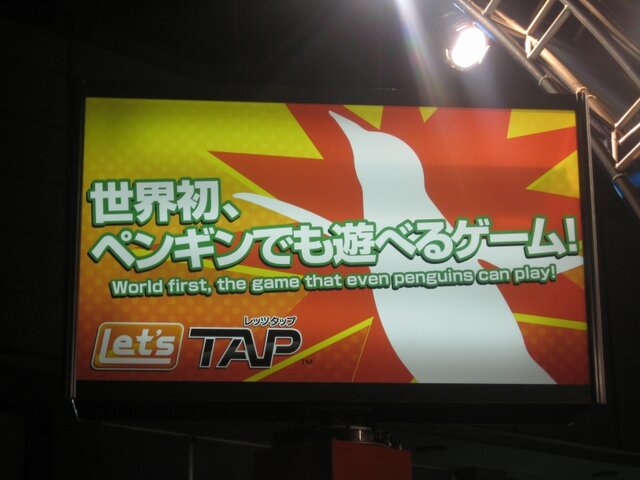 世界初、
ペンギンでも遊べるゲーム!
World first, the game that even penguins can play!
レッツタップ
Let's TAP™